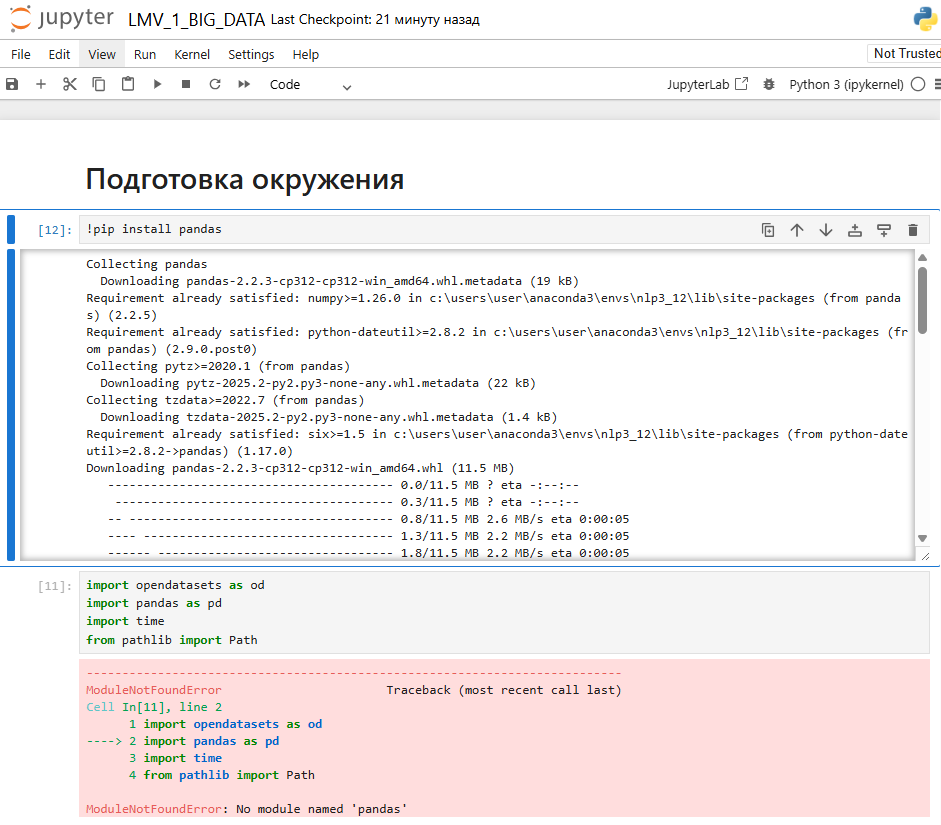 jupyter LMV_1_BIG_DATA Last Checkpoint: 21 минуту назад
File Edit View Run Kernel Settings Help Not Trusted
Code JupyterLab Python 3 (ipykernel)
Подготовка окружения
[12]: !pip install pandas
Collecting pandas
  Downloading pandas-2.2.3-cp312-cp312-win_amd64.whl.metadata (19 kB)
Requirement already satisfied: numpy>=1.26.0 in c:\users\user\anaconda3\envs\nlp3_12\lib\site-packages (from panda
s) (2.2.5)
Requirement already satisfied: python-dateutil>=2.8.2 in c:\users\user\anaconda3\envs\nlp3_12\lib\site-packages (fr
om pandas) (2.9.0.post0)
Collecting pytz>=2020.1 (from pandas)
  Downloading pytz-2025.2-py2.py3-none-any.whl.metadata (22 kB)
Collecting tzdata>=2022.7 (from pandas)
  Downloading tzdata-2025.2-py2.py3-none-any.whl.metadata (1.4 kB)
Requirement already satisfied: six>=1.5 in c:\users\user\anaconda3\envs\nlp3_12\lib\site-packages (from python-date
util>=2.8.2->pandas) (1.17.0)
Downloading pandas-2.2.3-cp312-cp312-win_amd64.whl (11.5 MB)
   ---------------------------------------- 0.0/11.5 MB ? eta -:--:--
    --------------------------------------- 0.3/11.5 MB ? eta -:--:--
   -- ------------------------------------- 0.8/11.5 MB 2.6 MB/s eta 0:00:05
   ---- ----------------------------------- 1.3/11.5 MB 2.2 MB/s eta 0:00:05
   ------ --------------------------------- 1.8/11.5 MB 2.2 MB/s eta 0:00:05
[11]: import opendatasets as od
import pandas as pd
import time
from pathlib import Path
---------------------------------------------------------------------------
ModuleNotFoundError                       Traceback (most recent call last)
Cell In[11], line 2
      1 import opendatasets as od
----> 2 import pandas as pd
      3 import time
      4 from pathlib import Path
ModuleNotFoundError: No module named 'pandas'